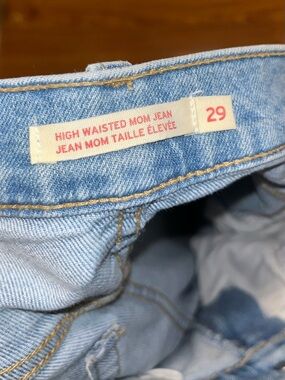 HIGH WAISTED MOM JEAN
JEAN MOM TAILLE ÉLEVÉE
29